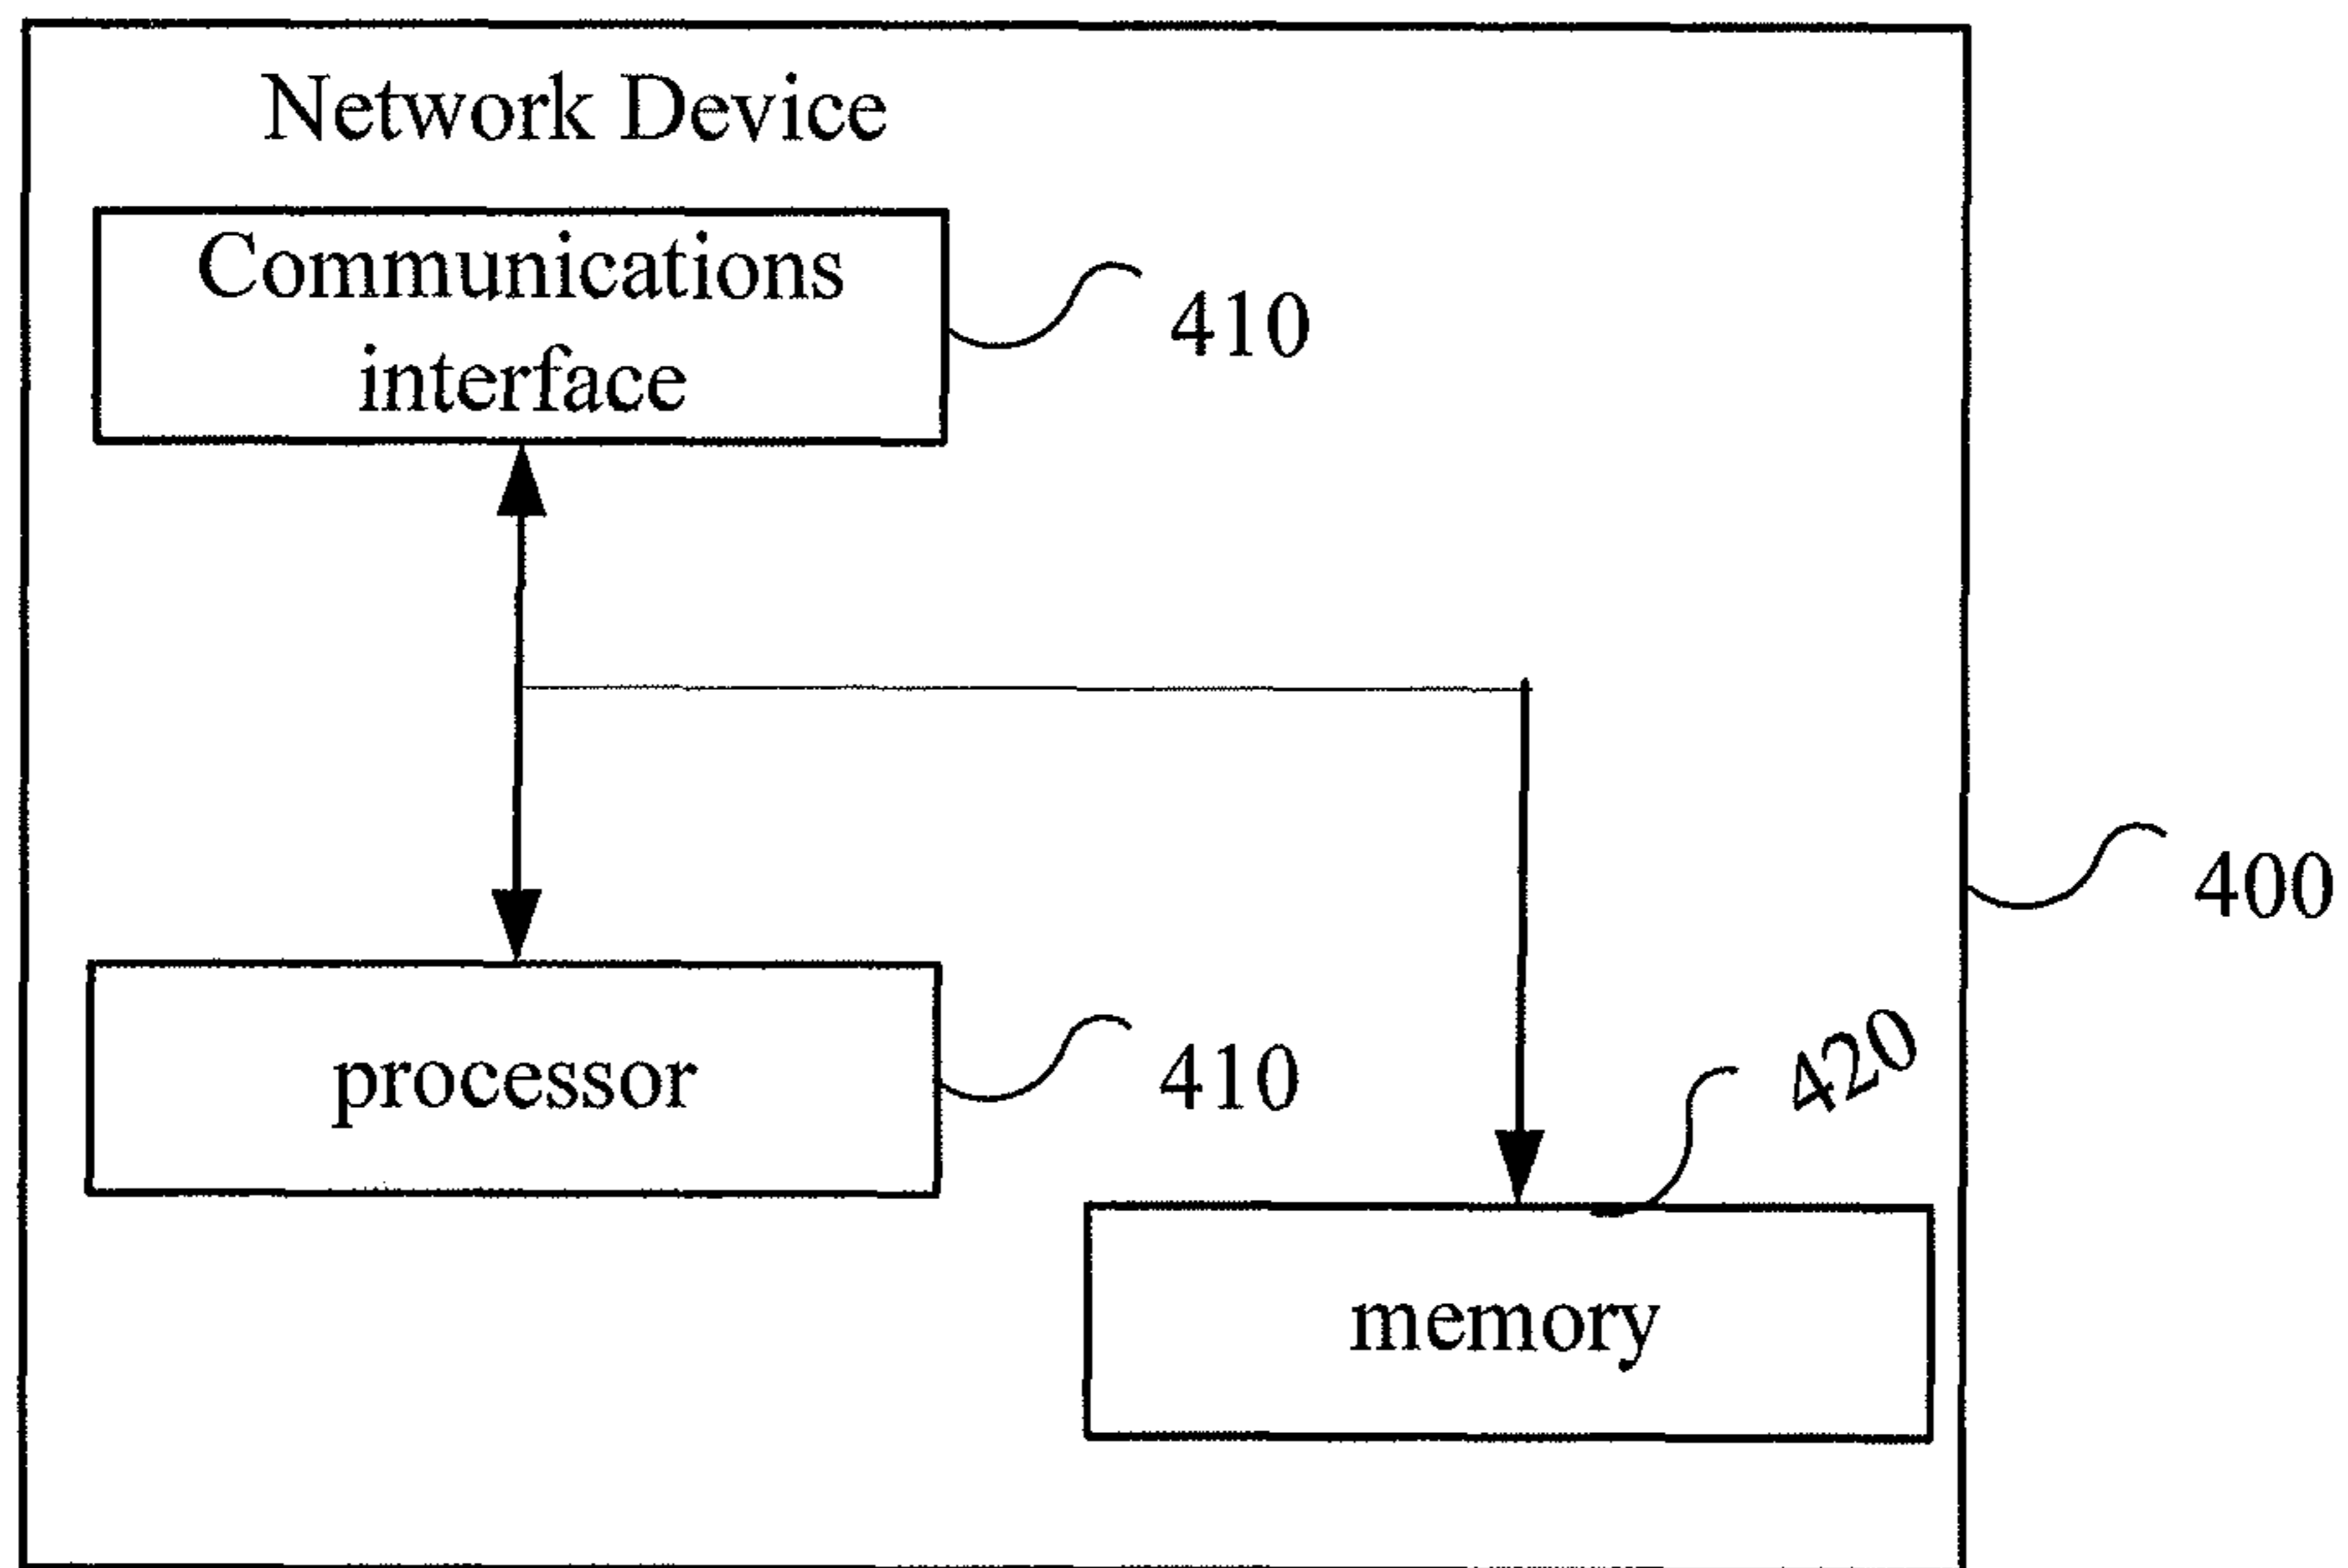 Network Device
Communications
interface
410
400
processor
410
420
memory